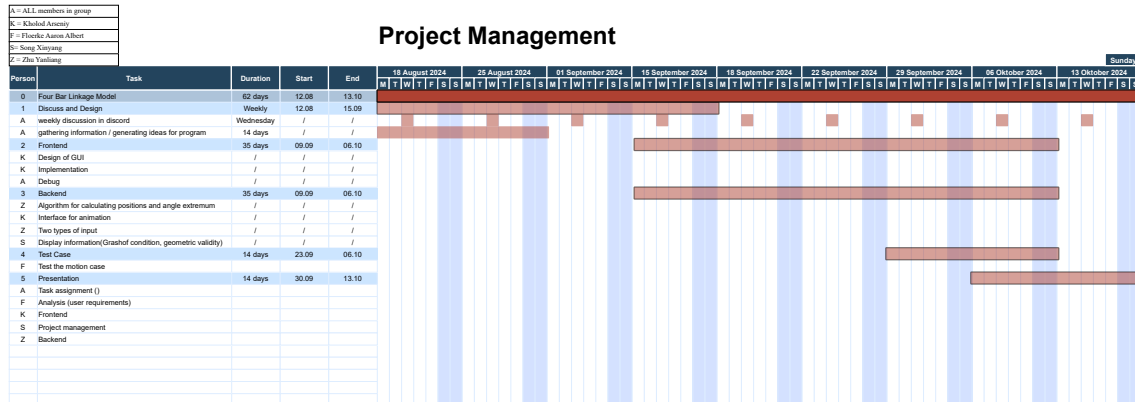 A = ALL members in group
K = Kholod Arseniy
F = Floerke Aaron Albert
S= Song Xinyang
Z = Zhu Yanliang
Project Management
Sunday
Person Task Duration Start End 18 August 2024 25 August 2024 01 September 2024 15 September 2024 18 September 2024 22 September 2024 29 September 2024 06 Oktober 2024 13 Oktober 2024
M T W T F S S M T W T F S S M T W T F S S M T W T F S S M T W T F S S M T W T F S S M T W T F S S M T W T F S S M T W T F S S
0 Four Bar Linkage Model 62 days 12.08 13.10
1 Discuss and Design Weekly 12.08 15.09
A weekly discussion in discord Wednesday / /
A gathering information / generating ideas for program 14 days / /
2 Frontend 35 days 09.09 06.10
K Design of GUI / / /
K Implementation / / /
A Debug / / /
3 Backend 35 days 09.09 06.10
Z Algorithm for calculating positions and angle extremum / / /
K Interface for animation / / /
Z Two types of input / / /
S Display information(Grashof condition, geometric validity) / / /
4 Test Case 14 days 23.09 06.10
F Test the motion case
5 Presentation 14 days 30.09 13.10
A Task assignment ()
F Analysis (user requirements)
K Frontend
S Project management
Z Backend